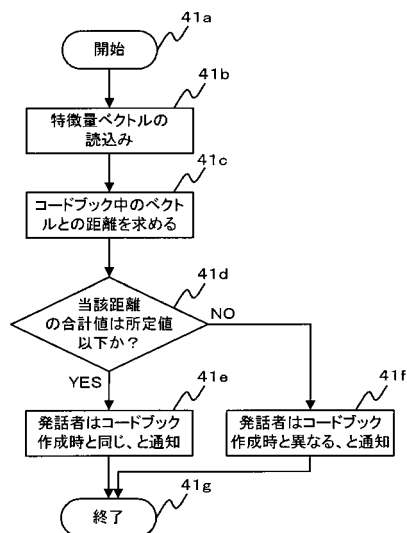 41a
開始
41b
特徴量ベクトルの
読込み
41c
コードブック中のベクト
ルとの距離を求める
41d
当該距離
の合計値は所定値
以下か？
NO
YES
41e
発話者はコードブック
作成時と同じ、と通知
41f
発話者はコードブック
作成時と異なる、と通知
41g
終了